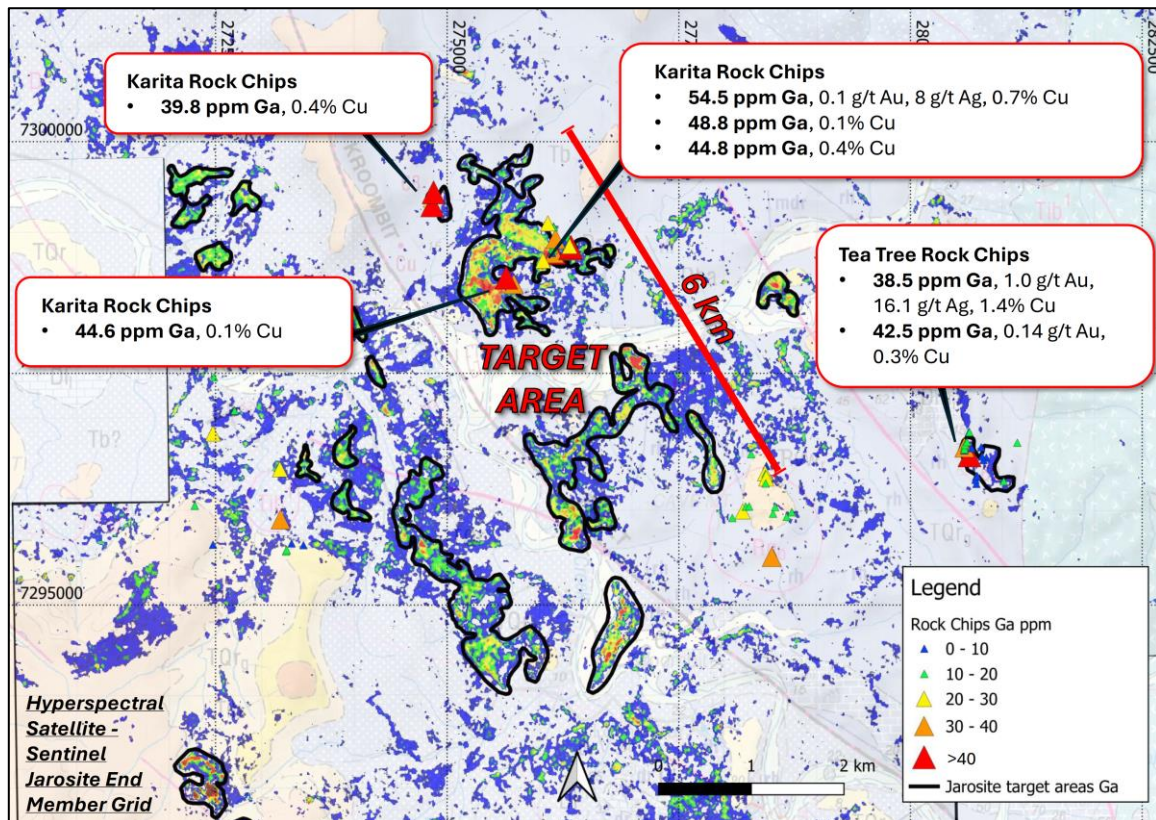 275000
282500
Karita Rock Chips
• 39.8 ppm Ga, 0.4% Cu
Karita Rock Chips
• 54.5 ppm Ga, 0.1 g/t Au, 8 g/t Ag, 0.7% Cu
• 48.8 ppm Ga, 0.1% Cu
• 44.8 ppm Ga, 0.4% Cu
7300000
Tb
KROOMBIT
TQr
Cu
6 km
Tea Tree Rock Chips
• 38.5 ppm Ga, 1.0 g/t Au,
16.1 g/t Ag, 1.4% Cu
• 42.5 ppm Ga, 0.14 g/t Au,
0.3% Cu
Karita Rock Chips
• 44.6 ppm Ga, 0.1% Cu
TARGET
AREA
Tb?
7295000
Legend
Rock Chips Ga ppm
0 - 10
10 - 20
20 - 30
30 - 40
>40
Jarosite target areas Ga
Hyperspectral
Satellite -
Sentinel
Jarosite End
Member Grid
0 1 2 km